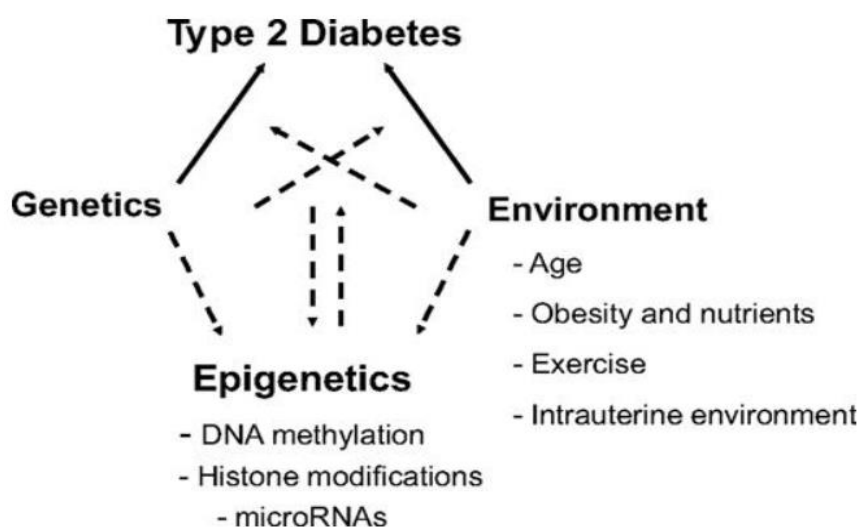 Type 2 Diabetes
Genetics
Environment
- Age
- Obesity and nutrients
- Exercise
- Intrauterine environment
Epigenetics
- DNA methylation
- Histone modifications
- microRNAs